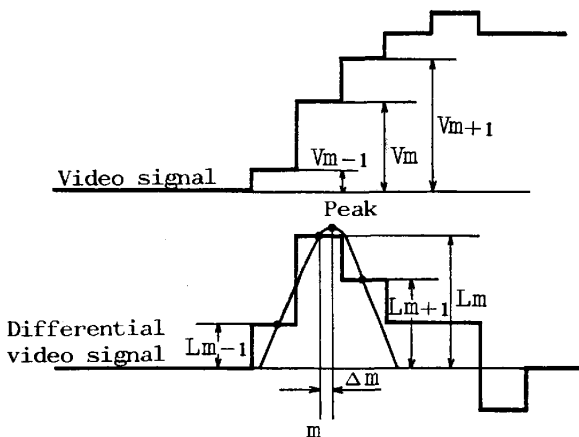 Vm+1
Vm
Vm-1
Video signal
Peak
Lm
Lm+1
Differential
video signal
Lm-1
Δm
m